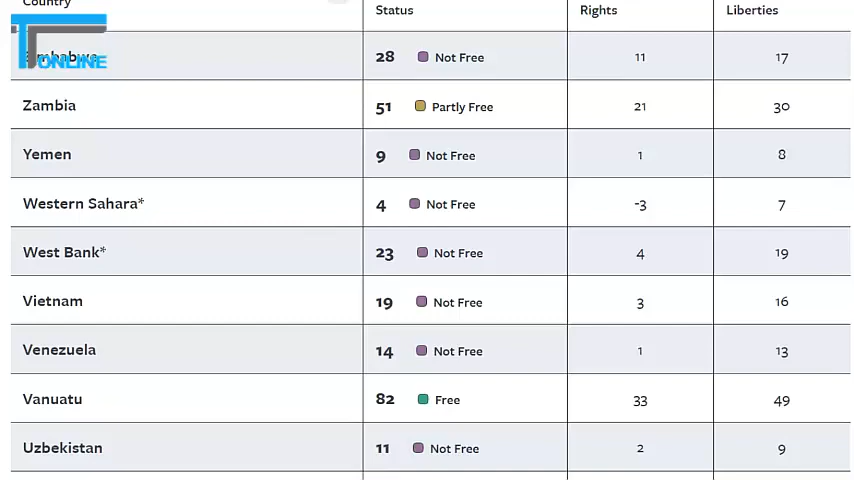 Country
Status Rights Liberties
ONLINE
28 Not Free 11 17
Zambia 51 Partly Free 21 30
Yemen 9 Not Free 1 8
Western Sahara* 4 Not Free -3 7
West Bank* 23 Not Free 4 19
Vietnam 19 Not Free 3 16
Venezuela 14 Not Free 1 13
Vanuatu 82 Free 33 49
Uzbekistan 11 Not Free 2 9